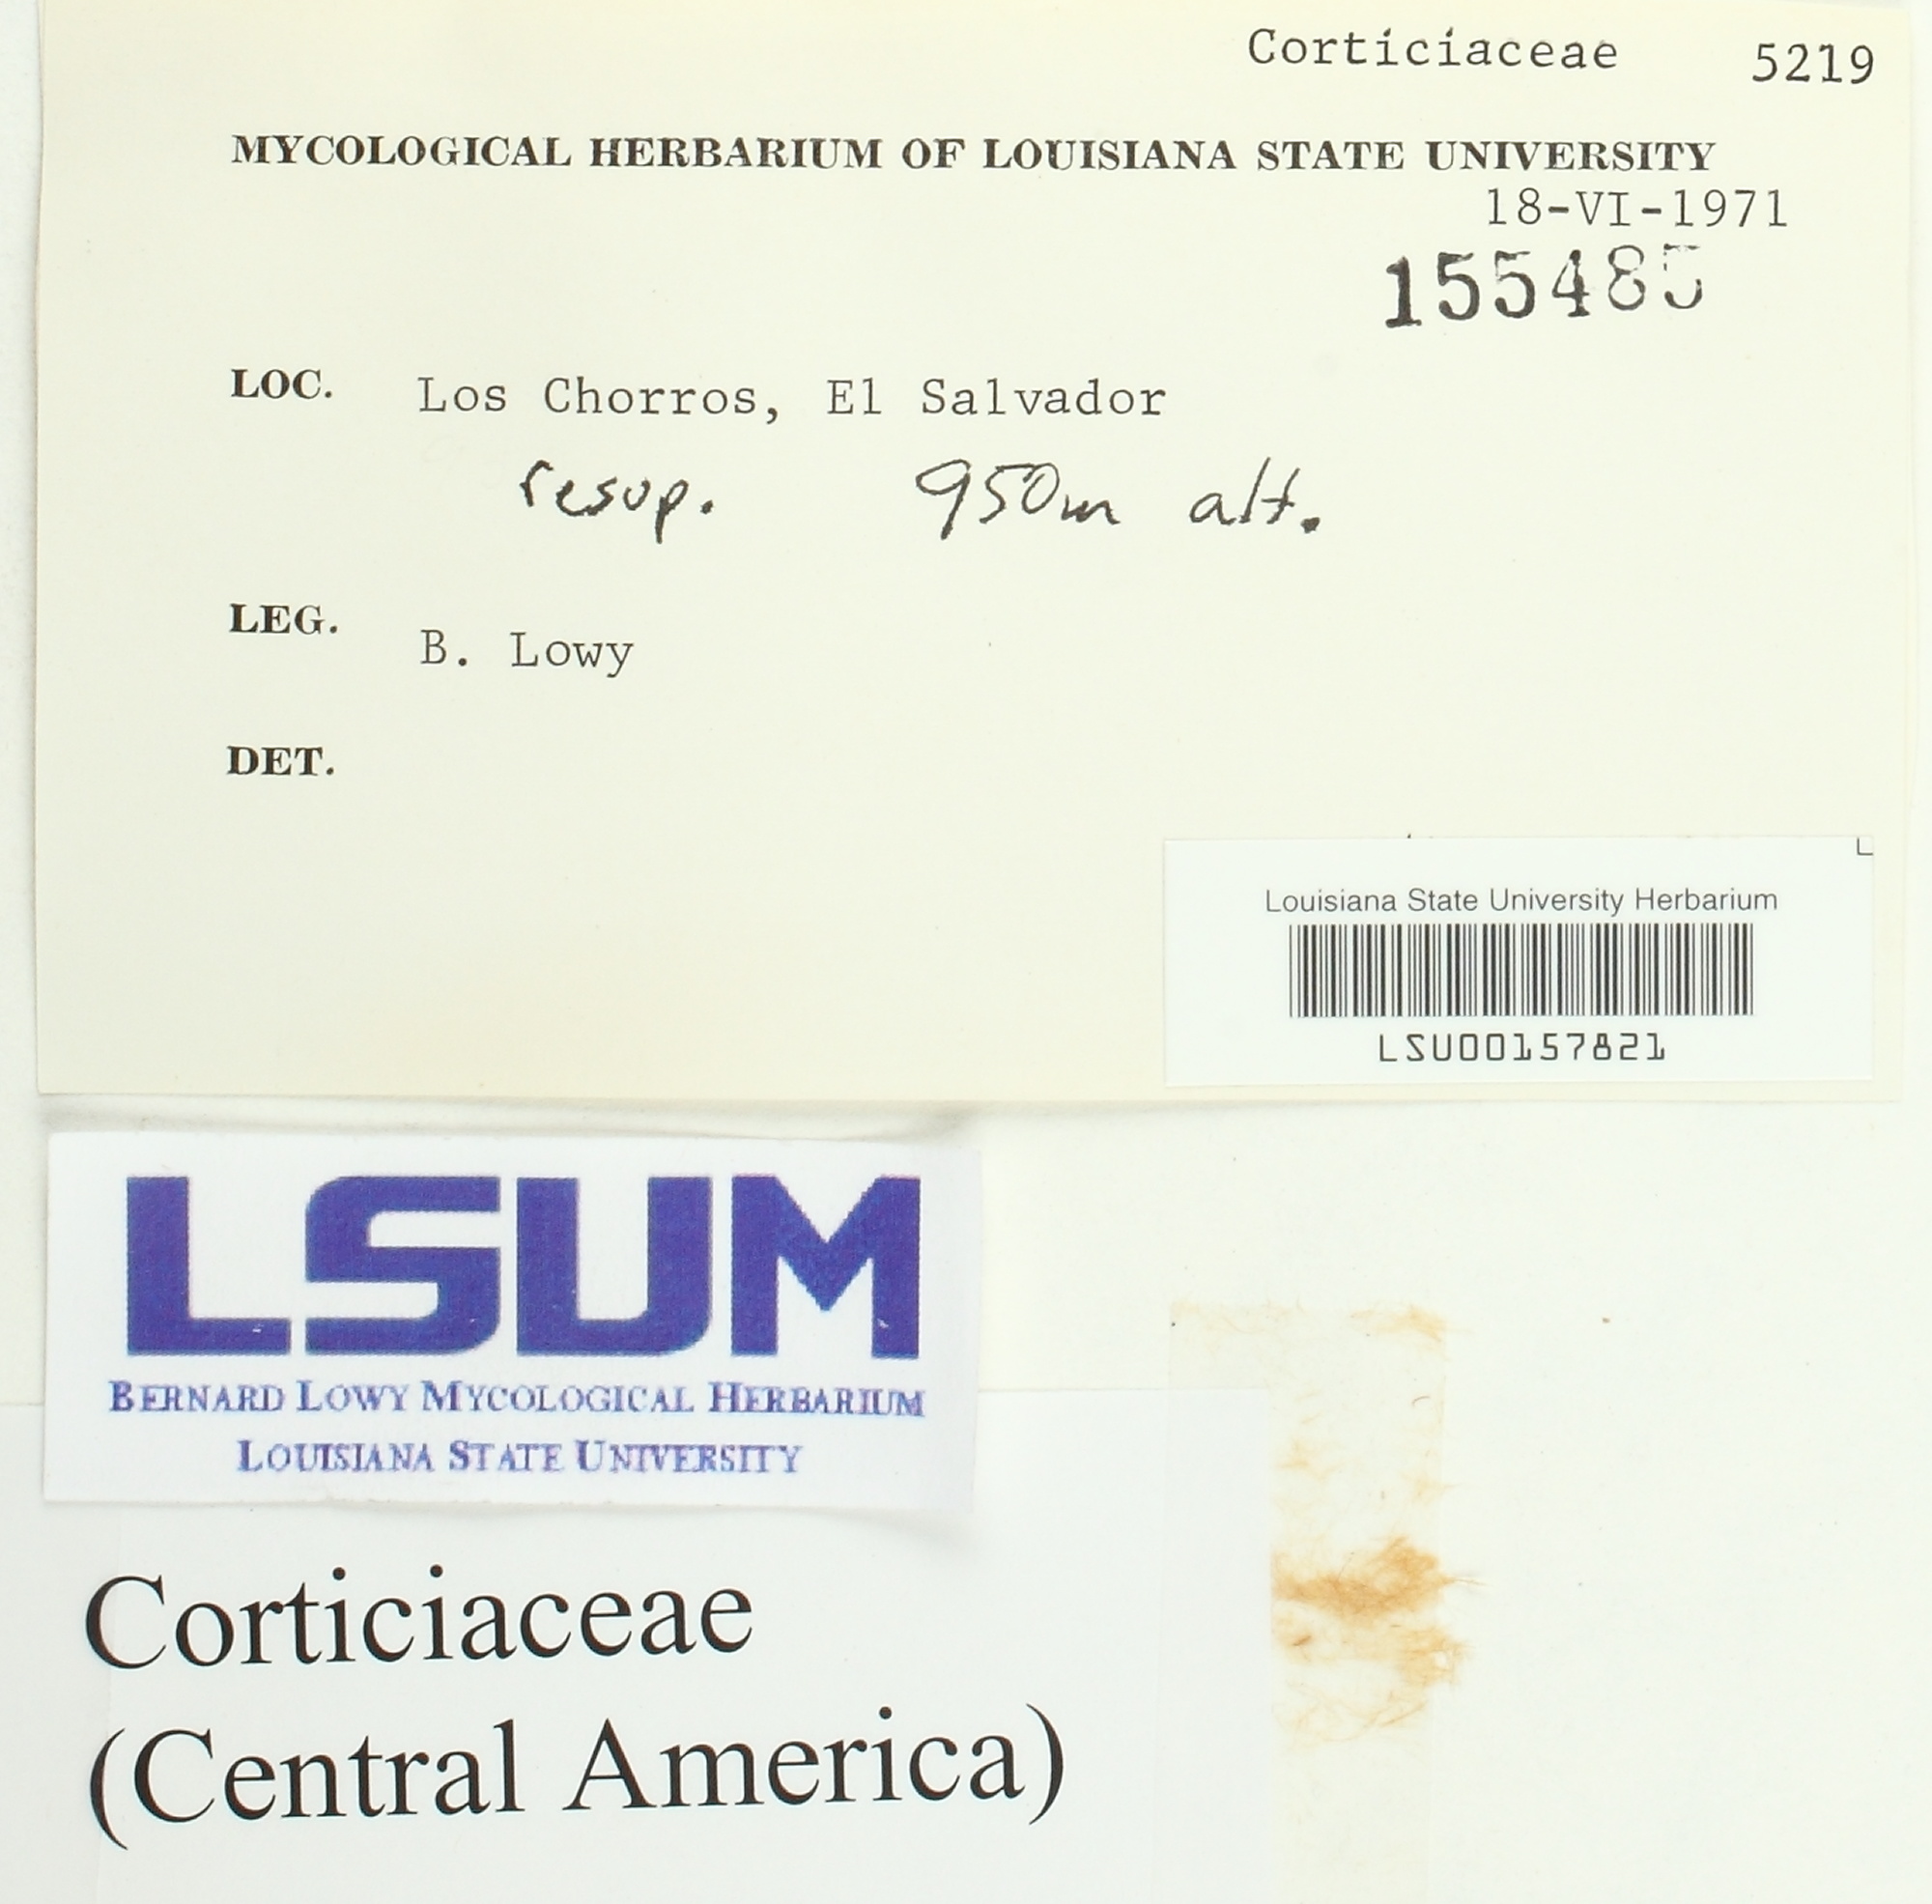 Corticiaceae 5219
MYCOLOGICAL HERBARIUM OF LOUISIANA STATE UNIVERSITY
18-VI-1971
155485
LOC. Los Chorros, El Salvador
resup. 950m alt.
LEG. B. Lowy
DET.
Louisiana State University Herbarium
LSU00157821
LSUM
BERNARD LOWY MYCOLOGICAL HERBARIUM
LOUISIANA STATE UNIVERSITY
Corticiaceae
(Central America)